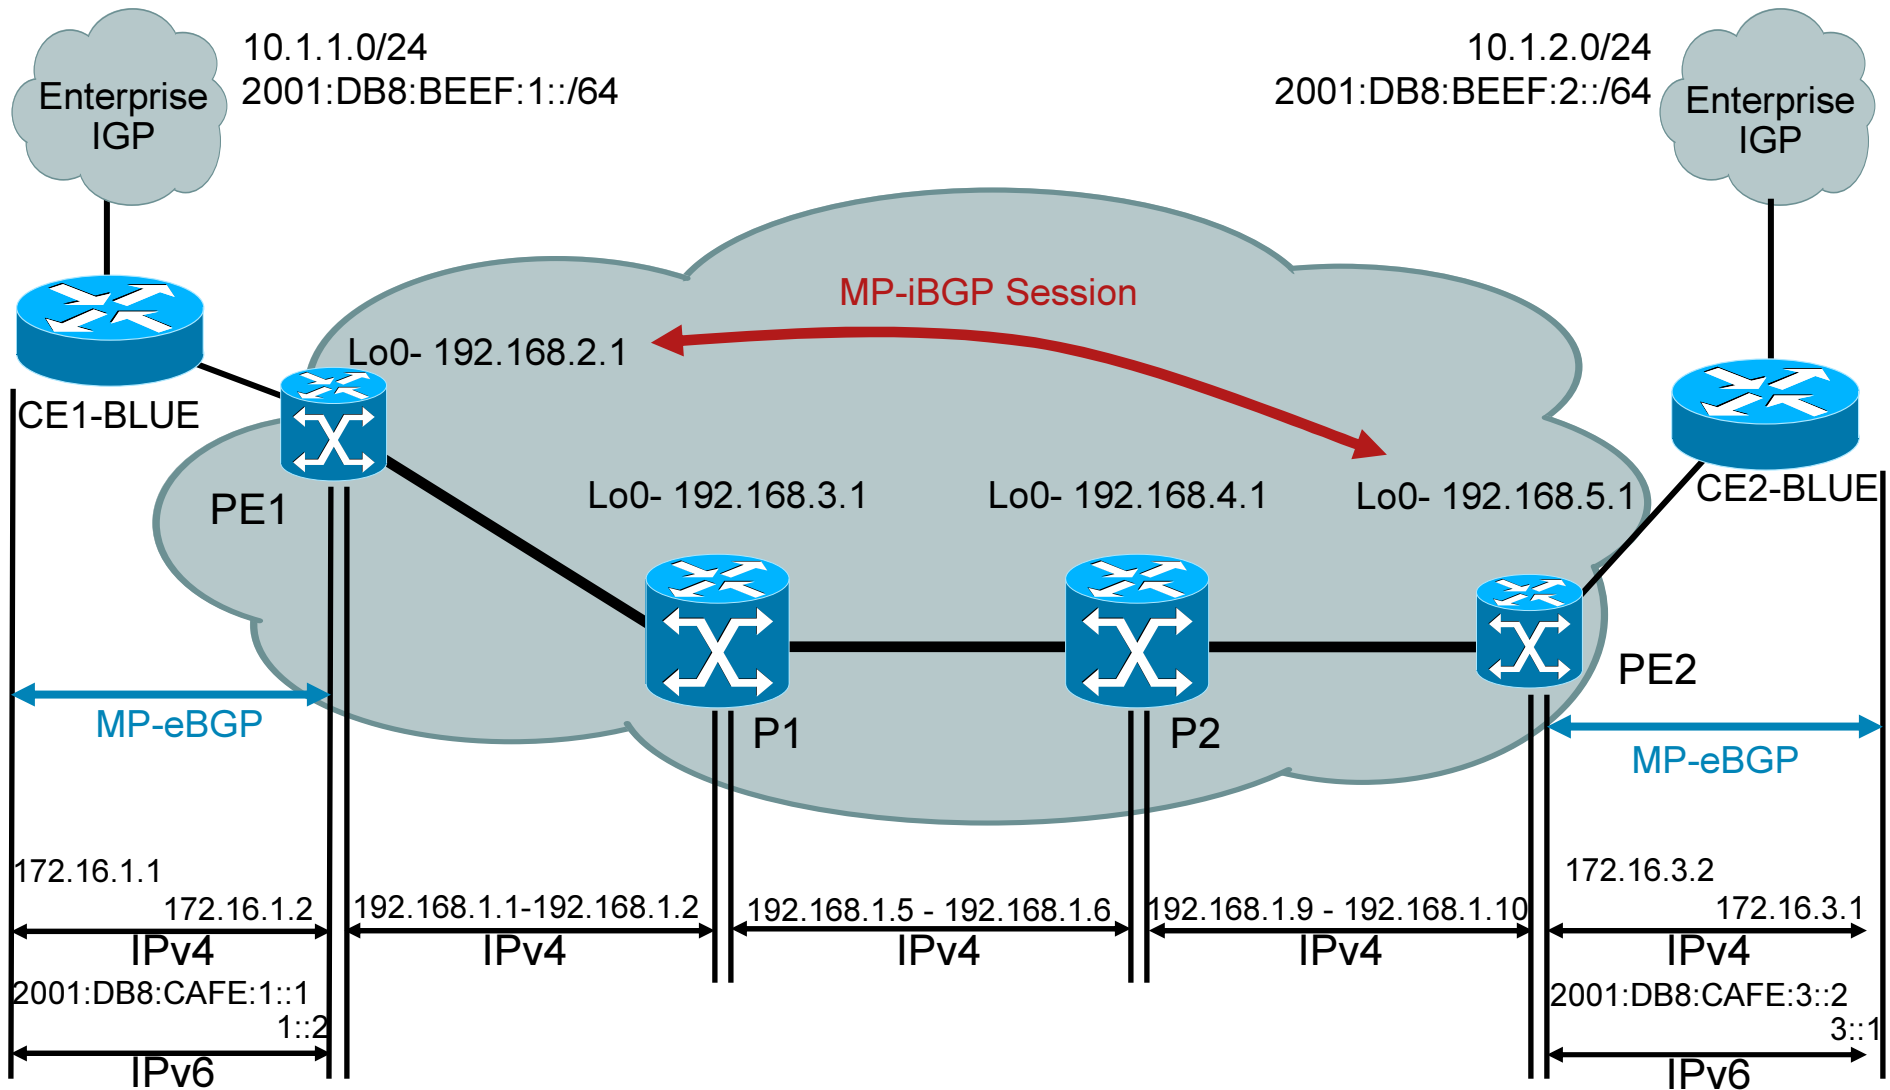 10.1.1.0/24
2001:DB8:BEEF:1::/64
Enterprise
IGP
10.1.2.0/24
2001:DB8:BEEF:2::/64
Enterprise
IGP
MP-iBGP Session
Lo0- 192.168.2.1
CE1-BLUE
PE1
Lo0- 192.168.3.1
Lo0- 192.168.4.1
Lo0- 192.168.5.1
CE2-BLUE
PE2
P1
P2
MP-eBGP
MP-eBGP
172.16.1.1
172.16.1.2
IPv4
192.168.1.1-192.168.1.2
IPv4
192.168.1.5 - 192.168.1.6
IPv4
192.168.1.9 - 192.168.1.10
IPv4
172.16.3.2
172.16.3.1
IPv4
2001:DB8:CAFE:1::1
1::2
IPv6
2001:DB8:CAFE:3::2
3::1
IPv6